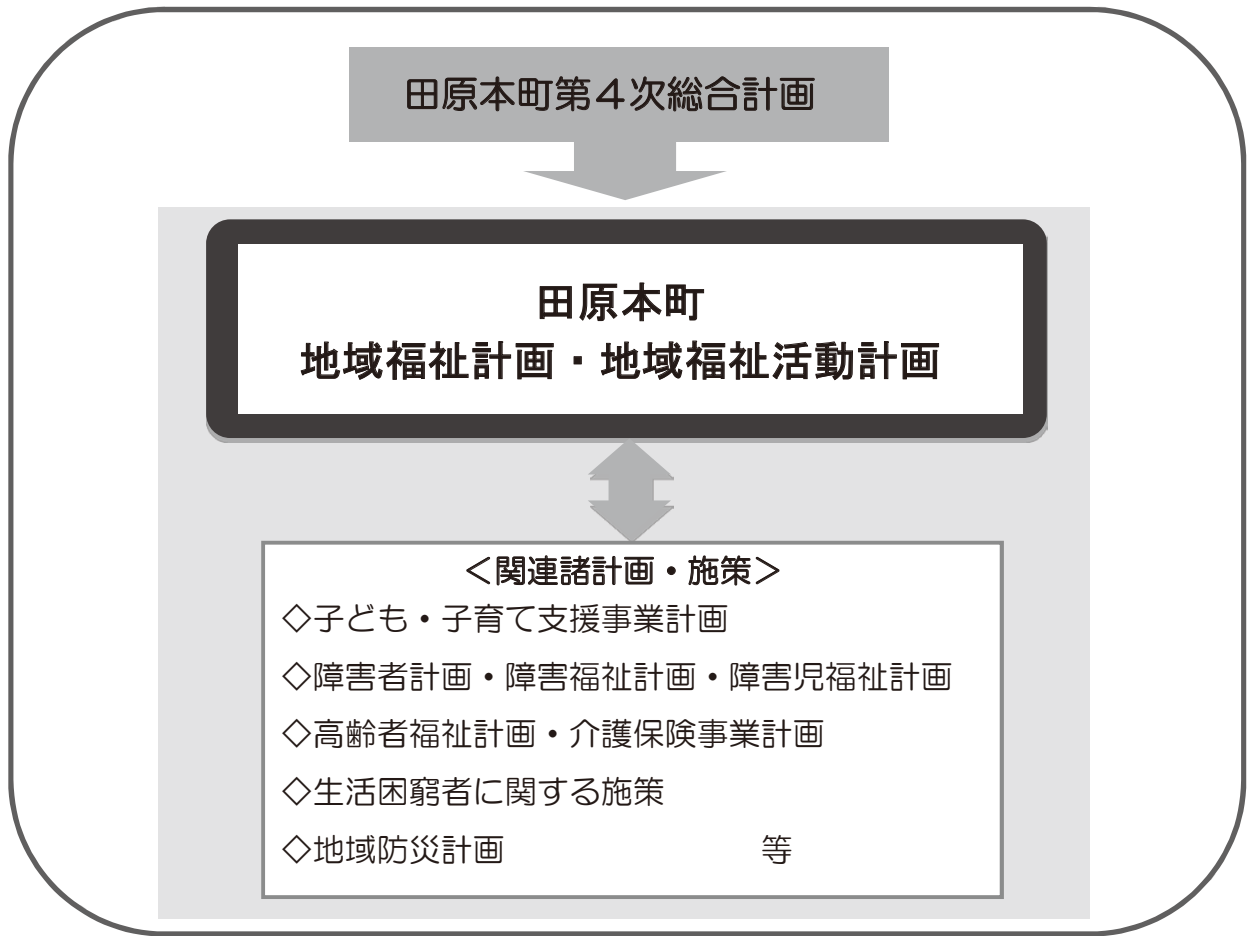 田原本町第４次総合計画
田原本町
地域福祉計画・地域福祉活動計画
＜関連諸計画・施策＞
◇子ども・子育て支援事業計画
◇障害者計画・障害福祉計画・障害児福祉計画
◇高齢者福祉計画・介護保険事業計画
◇生活困窮者に関する施策
◇地域防災計画　　　　　　　　等